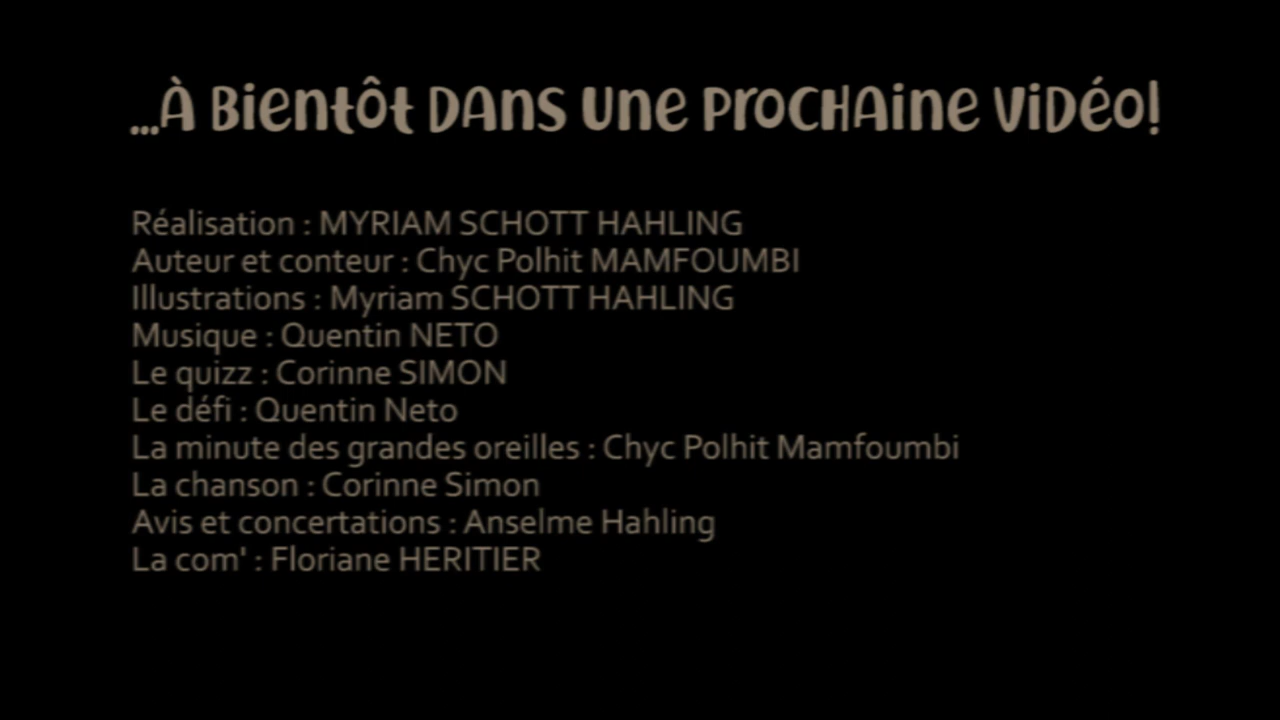 ...À Bientôt DANS Une PROCHAine ViDéo!
Réalisation : MYRIAM SCHOTT HAHLING
Auteur et conteur : Chyc Polhit MAMFOUMBI
Illustrations : Myriam SCHOTT HAHLING
Musique : Quentin NETO
Le quizz : Corinne SIMON
Le défi : Quentin Neto
La minute des grandes oreilles : Chyc Polhit Mamfoumbi
La chanson : Corinne Simon
Avis et concertations : Anselme Hahling
La com' : Floriane HERITIER